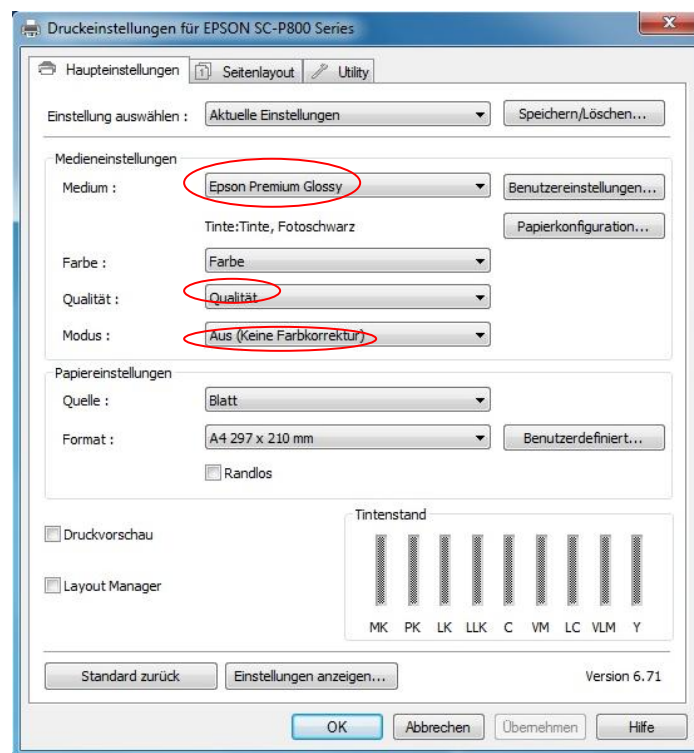 Druckeinstellungen für EPSON SC-P800 Series
Haupteinstellungen Seitenlayout Utility
Einstellung auswählen : Aktuelle Einstellungen Speichern/Löschen...
Medieneinstellungen
Medium : Epson Premium Glossy Benutzereinstellungen...
Tinte:Tinte, Fotoschwarz Papierkonfiguration...
Farbe : Farbe
Qualität : Qualität
Modus : Aus (Keine Farbkorrektur)
Papiereinstellungen
Quelle : Blatt
Format : A4 297 x 210 mm Benutzerdefiniert...
Randlos
Tintenstand
Druckvorschau
Layout Manager
MK PK LK LLK C VM LC VLM Y
Standard zurück Einstellungen anzeigen... Version 6.71
OK Abbrechen Übernehmen Hilfe